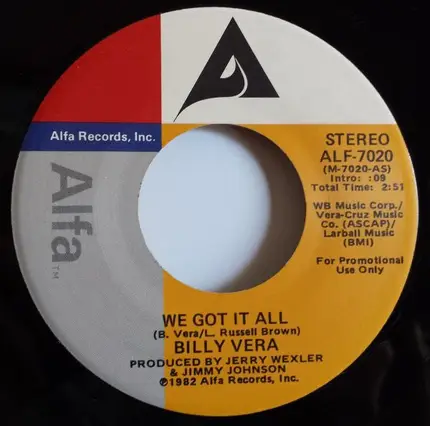 Alfa Records, Inc.
Alfa™
STEREO
ALF-7020
(M-7020-AS)
Intro: :09
Total Time: 2:51
WB Music Corp./
Vera-Cruz Music
Co. (ASCAP)/
Larball Music
(BMI)
For Promotional
Use Only
WE GOT IT ALL
(B. Vera/L. Russell Brown)
BILLY VERA
PRODUCED BY JERRY WEXLER
& JIMMY JOHNSON
℗1982 Alfa Records, Inc.